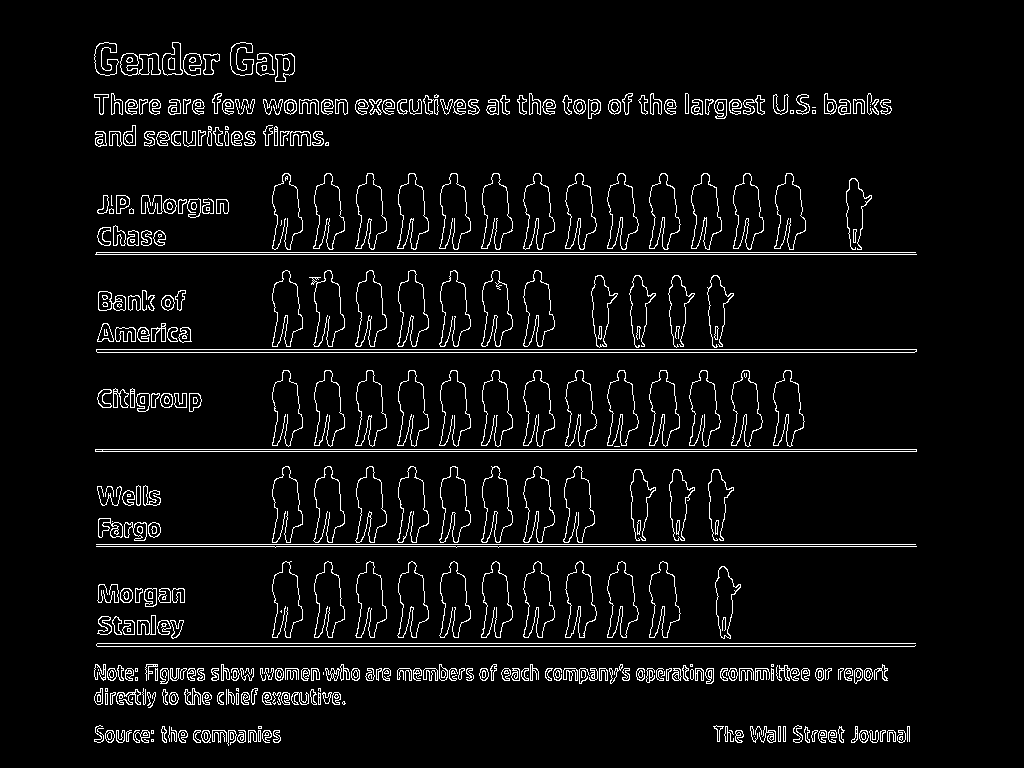 Gender Gap
There are few women executives at the top of the largest U.S. banks
and securities firms.
J.P. Morgan
Chase
Bank of
America
Citigroup
Wells
Fargo
Morgan
Stanley
Note: Figures show women who are members of each company's operating committee or report
directly to the chief executive.
Source: the companies
The Wall Street Journal